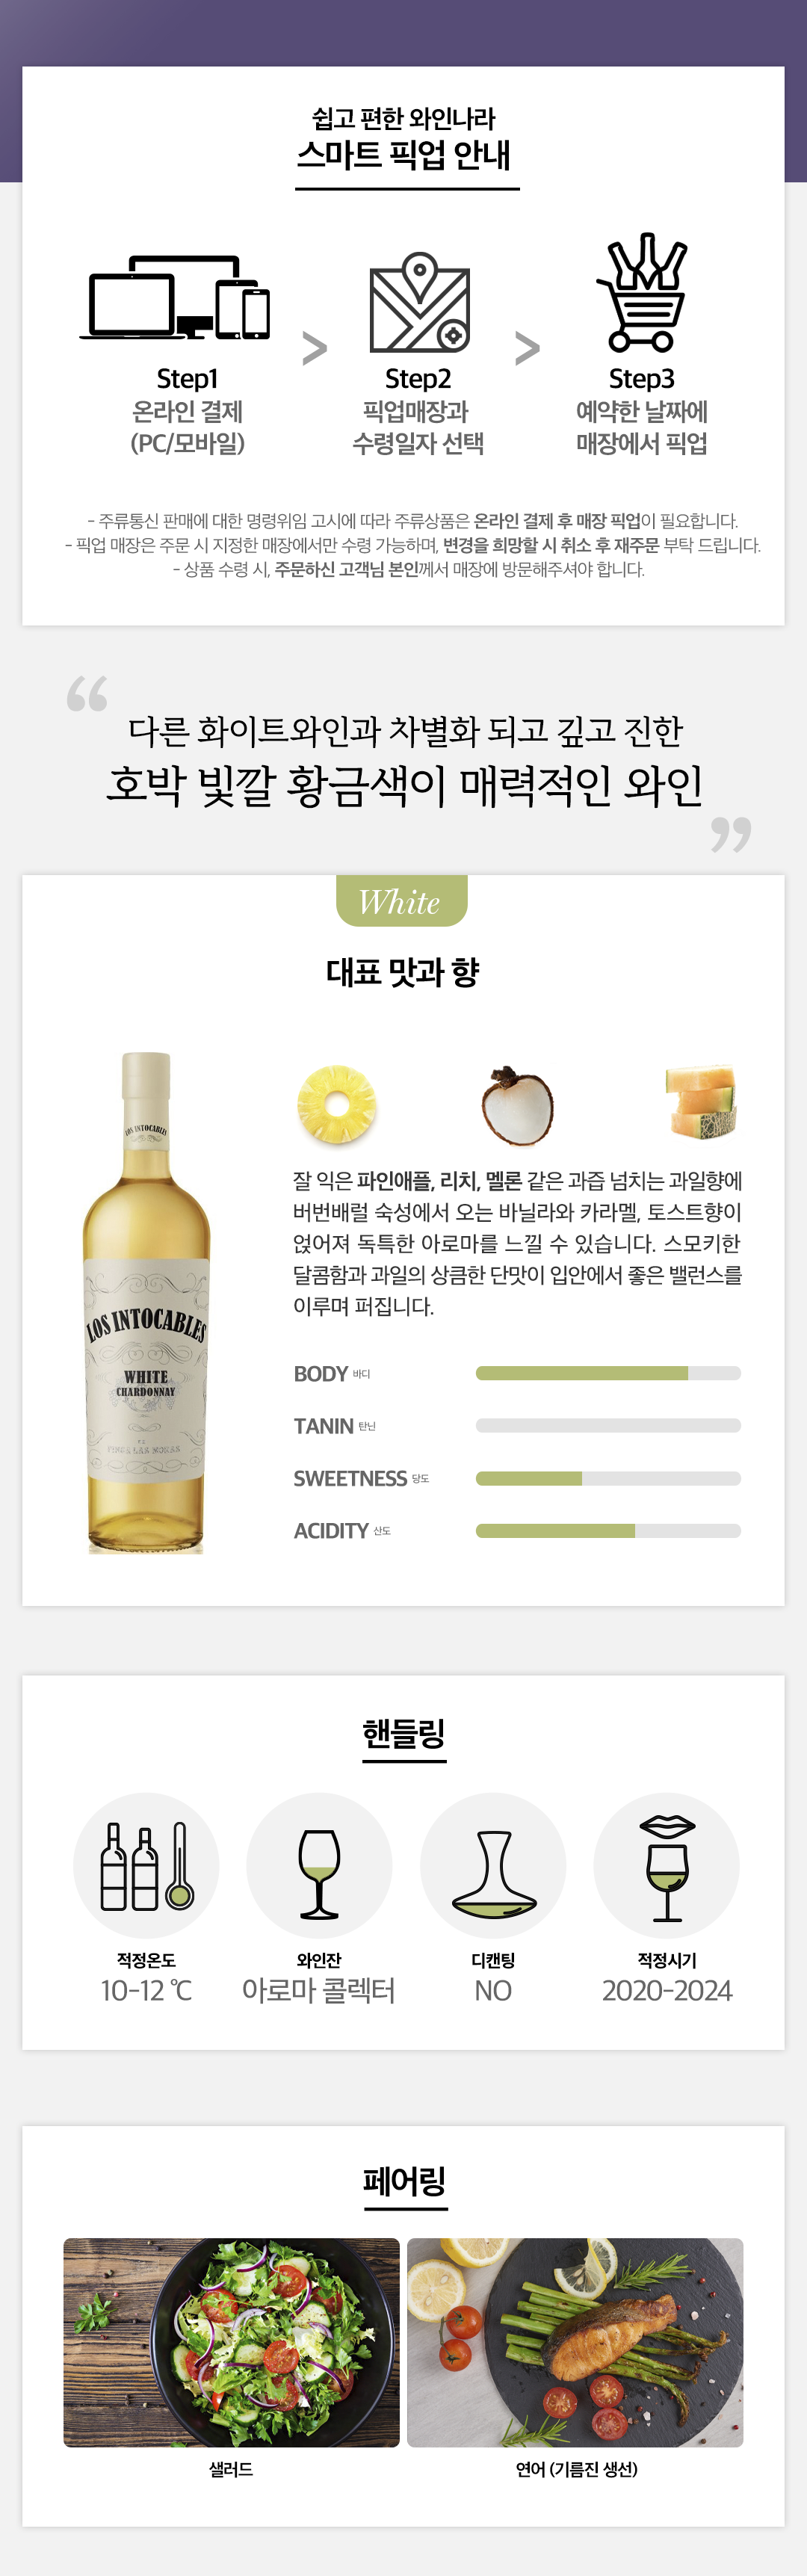 쉽고 편한 와인나라
스마트 픽업 안내
Step1
온라인 결제
(PC/모바일)
>
Step2
픽업매장과
수령일자 선택
>
Step3
예약한 날짜에
매장에서 픽업
- 주류통신 판매에 대한 명령위임 고시에 따라 주류상품은 온라인 결제 후 매장 픽업이 필요합니다.
- 픽업 매장은 주문 시 지정한 매장에서만 수령 가능하며, 변경을 희망할 시 취소 후 재주문 부탁 드립니다.
- 상품 수령 시, 주문하신 고객님 본인께서 매장에 방문해주셔야 합니다.
“
다른 화이트와인과 차별화 되고 깊고 진한
호박 빛깔 황금색이 매력적인 와인
”
White
대표 맛과 향
LOS INTOCABLES
LOS INTOCABLES
WHITE
CHARDONNAY
FINCA LAS MORAS
잘 익은 파인애플, 리치, 멜론 같은 과즙 넘치는 과일향에
버번배럴 숙성에서 오는 바닐라와 카라멜, 토스트향이
얹어져 독특한 아로마를 느낄 수 있습니다. 스모키한
달콤함과 과일의 상큼한 단맛이 입안에서 좋은 밸런스를
이루며 퍼집니다.
BODY 바디
TANIN 탄닌
SWEETNESS 당도
ACIDITY 산도
핸들링
적정온도
10-12 ℃
와인잔
아로마 콜렉터
디캔팅
NO
적정시기
2020-2024
페어링
샐러드
연어 (기름진 생선)